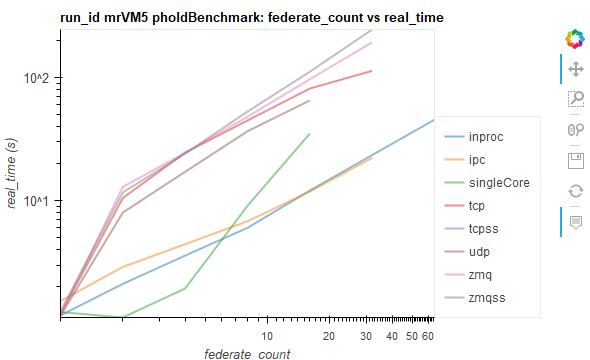 run_id mrVM5 pholdBenchmark: federate_count vs real_time
real_time (s)
10^2
10^1
10
20
30
40
50
60
federate_count
inproc
ipc
singleCore
tcp
tcpss
udp
zmq
zmqss